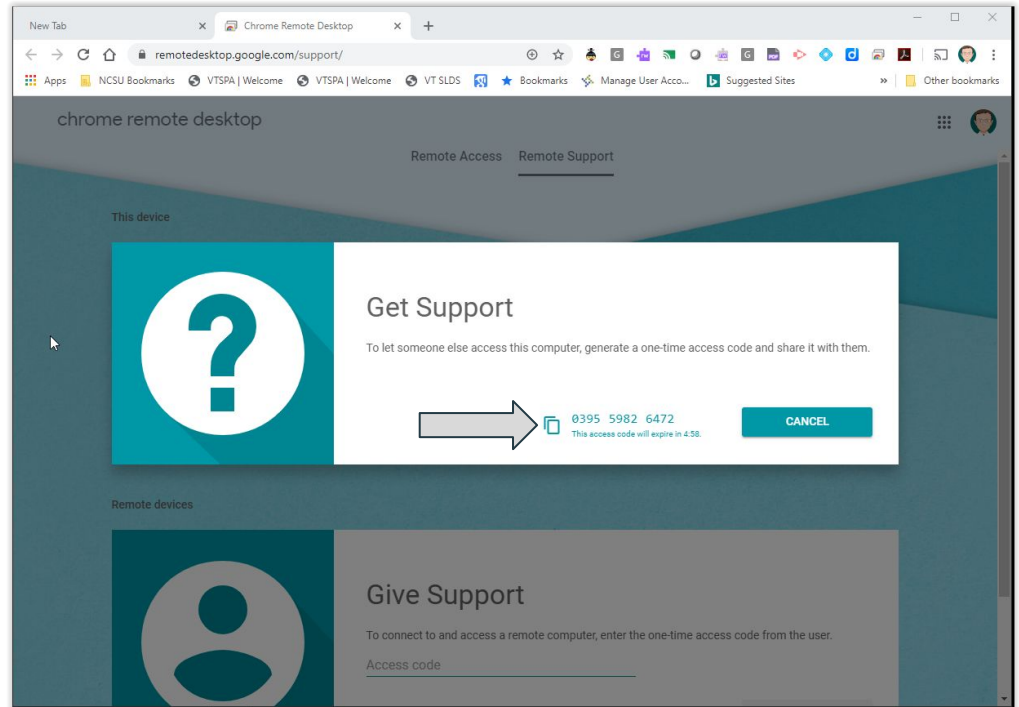 New Tab
Chrome Remote Desktop
remotedesktop.google.com/support/
Apps NCSU Bookmarks VTSPA | Welcome VTSPA | Welcome VT SLDS Bookmarks Manage User Acco... Suggested Sites » Other bookmarks
chrome remote desktop
Remote Access Remote Support
This device
Get Support
To let someone else access this computer, generate a one-time access code and share it with them.
0395 5982 6472
This access code will expire in 4:58.
CANCEL
Remote devices
Give Support
To connect to and access a remote computer, enter the one-time access code from the user.
Access code